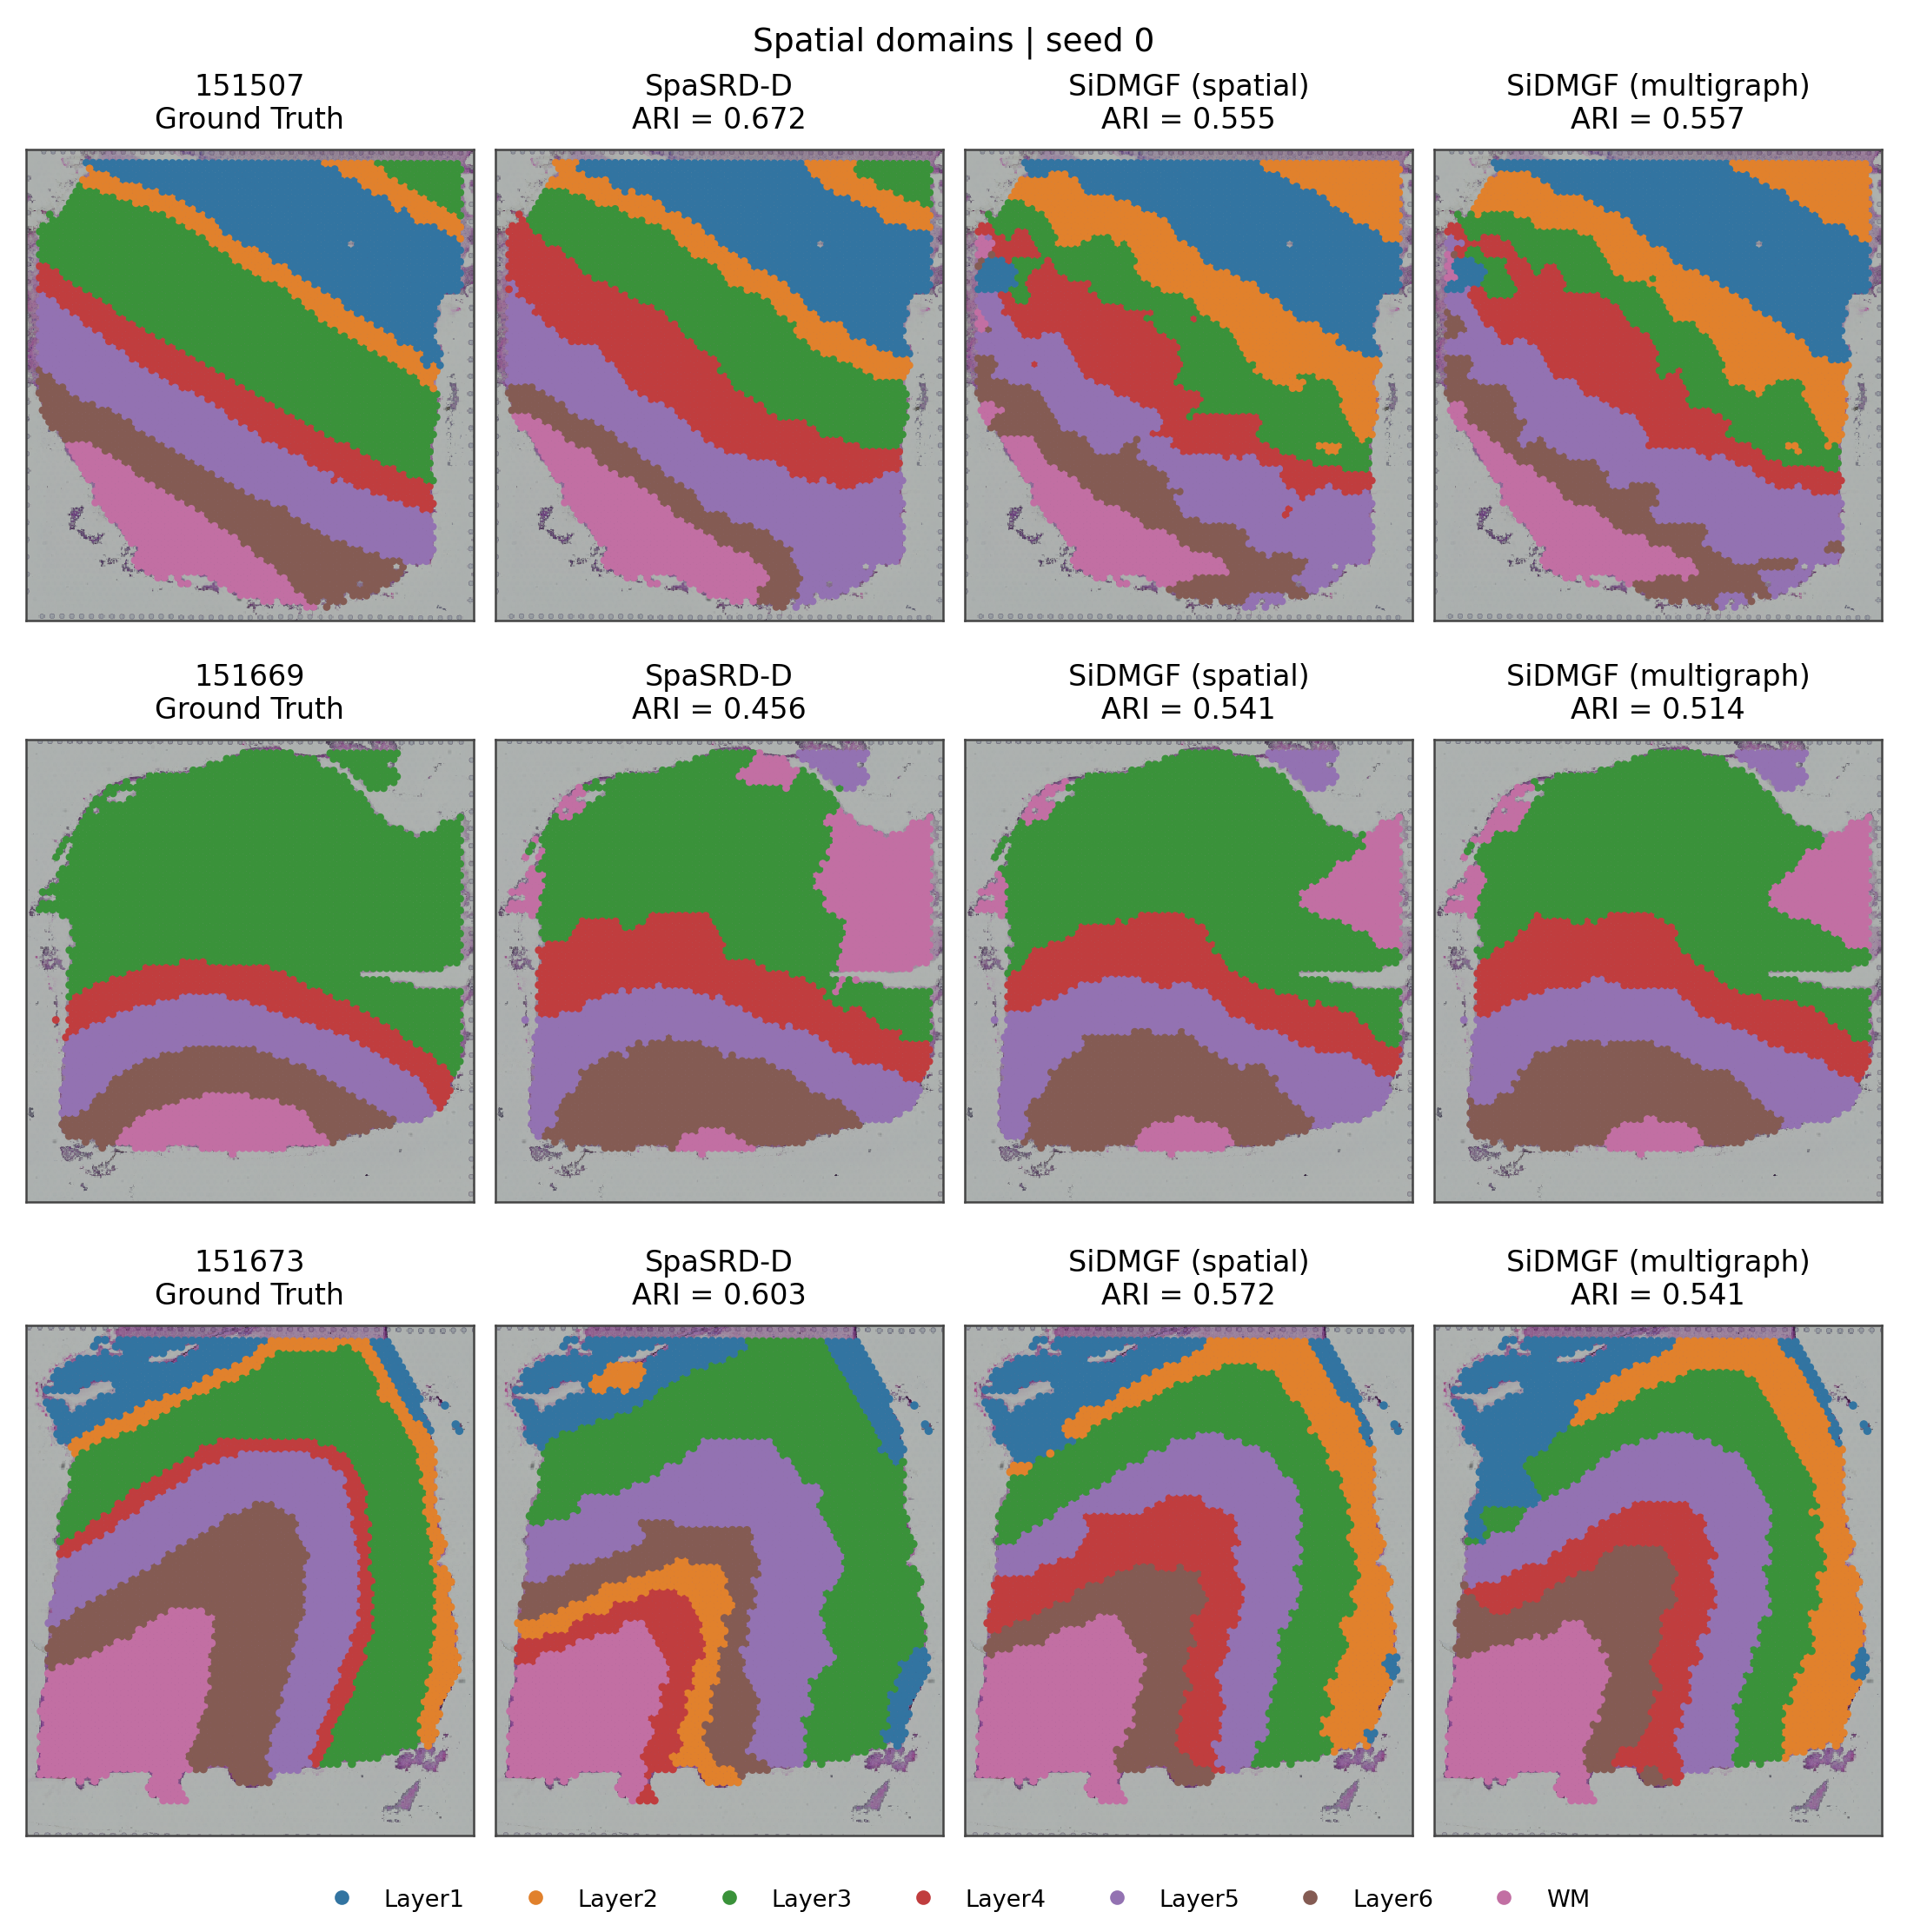 Spatial domains | seed 0
151507
Ground Truth
SpaSRD-D
ARI = 0.672
SiDMGF (spatial)
ARI = 0.555
SiDMGF (multigraph)
ARI = 0.557
151669
Ground Truth
SpaSRD-D
ARI = 0.456
SiDMGF (spatial)
ARI = 0.541
SiDMGF (multigraph)
ARI = 0.514
151673
Ground Truth
SpaSRD-D
ARI = 0.603
SiDMGF (spatial)
ARI = 0.572
SiDMGF (multigraph)
ARI = 0.541
Layer1 Layer2 Layer3 Layer4 Layer5 Layer6 WM